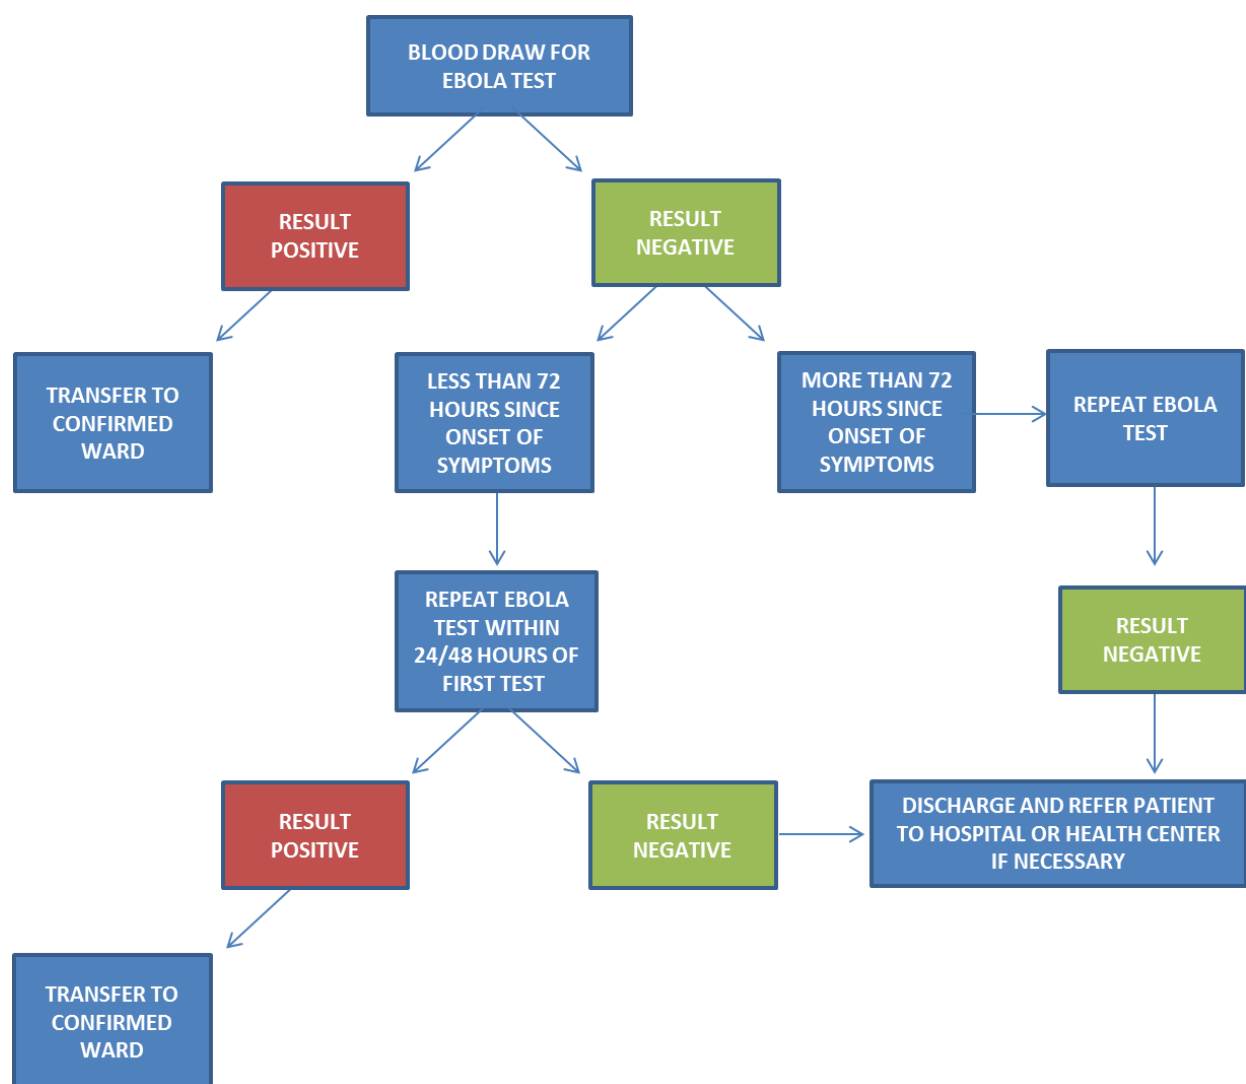 BLOOD DRAW FOR
EBOLA TEST
RESULT
POSITIVE
RESULT
NEGATIVE
TRANSFER TO
CONFIRMED
WARD
LESS THAN 72
HOURS SINCE
ONSET OF
SYMPTOMS
MORE THAN 72
HOURS SINCE
ONSET OF
SYMPTOMS
REPEAT EBOLA
TEST
REPEAT EBOLA
TEST WITHIN
24/48 HOURS OF
FIRST TEST
RESULT
NEGATIVE
RESULT
POSITIVE
RESULT
NEGATIVE
DISCHARGE AND REFER PATIENT
TO HOSPITAL OR HEALTH CENTER
IF NECESSARY
TRANSFER TO
CONFIRMED
WARD